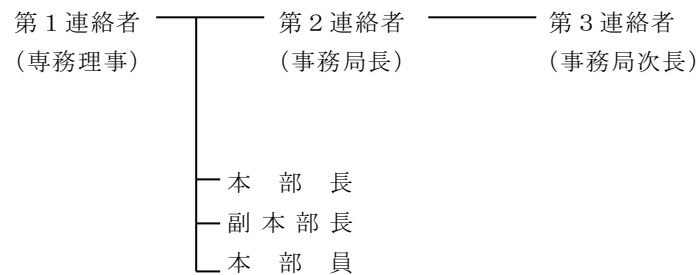 第１連絡者 第２連絡者 第３連絡者
（専務理事） （事務局長） （事務局次長）
本 部 長
副 本 部 長
本 部 員